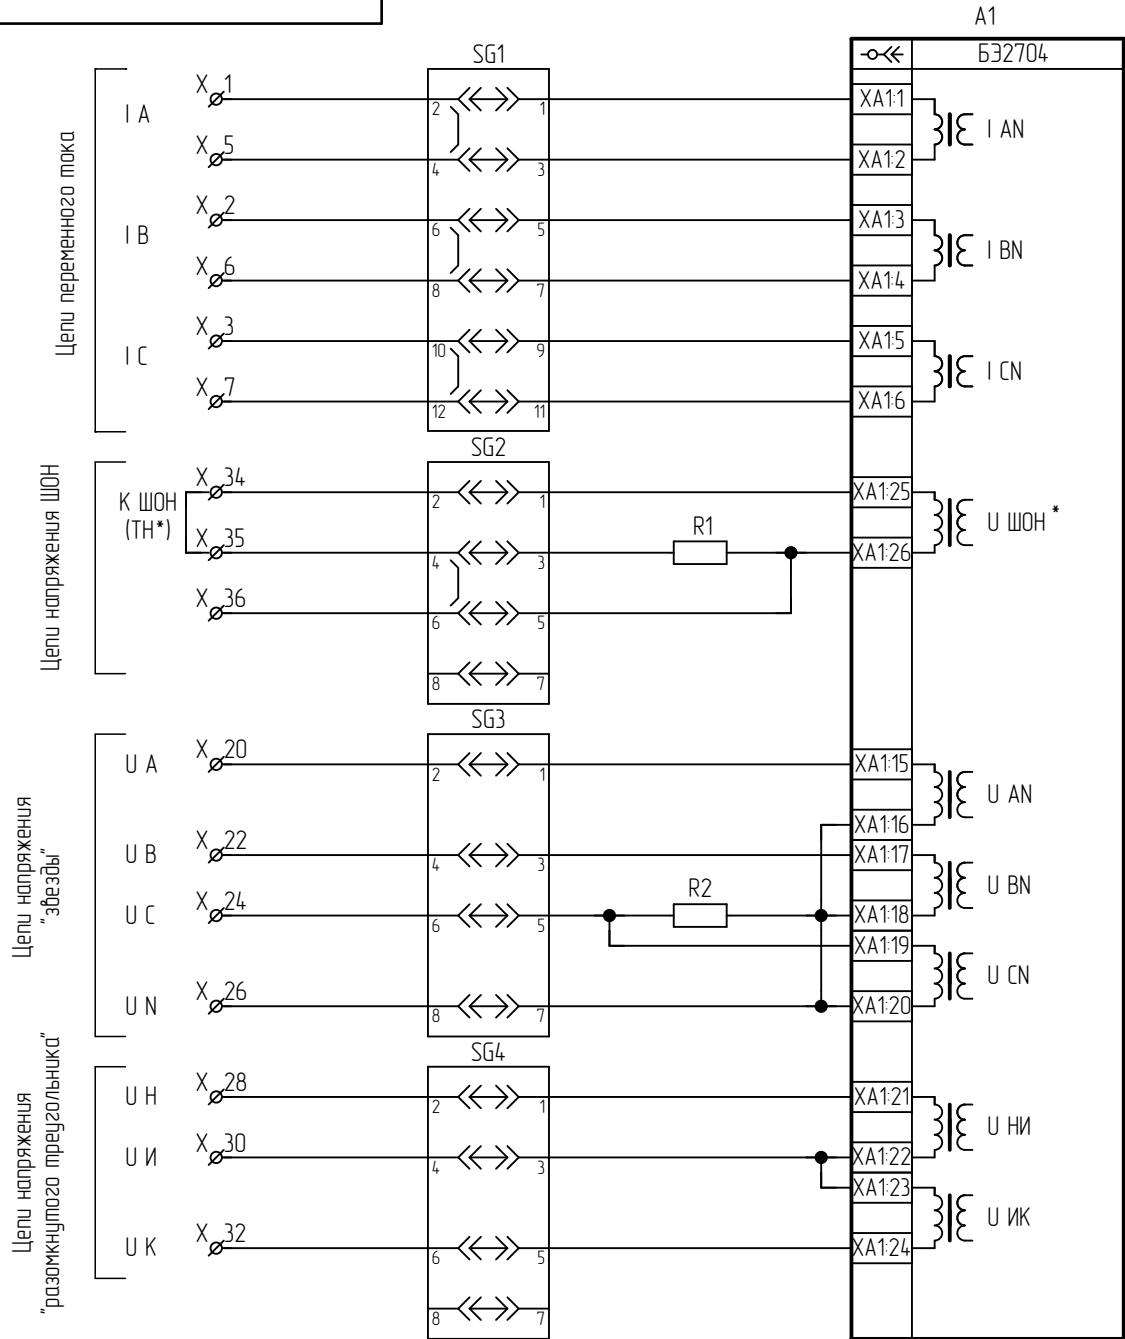 A1
БЭ2704
SG1
Цепи переменного тока
I A
X 1
2
1
XA1:1
I AN
X 5
4
3
XA1:2
I B
X 2
6
5
XA1:3
I BN
X 6
8
7
XA1:4
I C
X 3
10
9
XA1:5
I CN
X 7
12
11
XA1:6
SG2
Цепи напряжения ШОН
К ШОН
(ТН*)
X 34
2
1
XA1:25
U ШОН *
X 35
4
3
R1
XA1:26
X 36
6
5
8
7
SG3
Цепи напряжения
"звезды"
U A
X 20
2
1
XA1:15
U AN
XA1:16
U B
X 22
4
3
XA1:17
U BN
U C
X 24
6
5
R2
XA1:18
XA1:19
U CN
U N
X 26
8
7
XA1:20
SG4
Цепи напряжения
"разомкнутого треугольника"
U Н
X 28
2
1
XA1:21
U НИ
U И
X 30
4
3
XA1:22
XA1:23
U ИК
U К
X 32
6
5
XA1:24
8
7